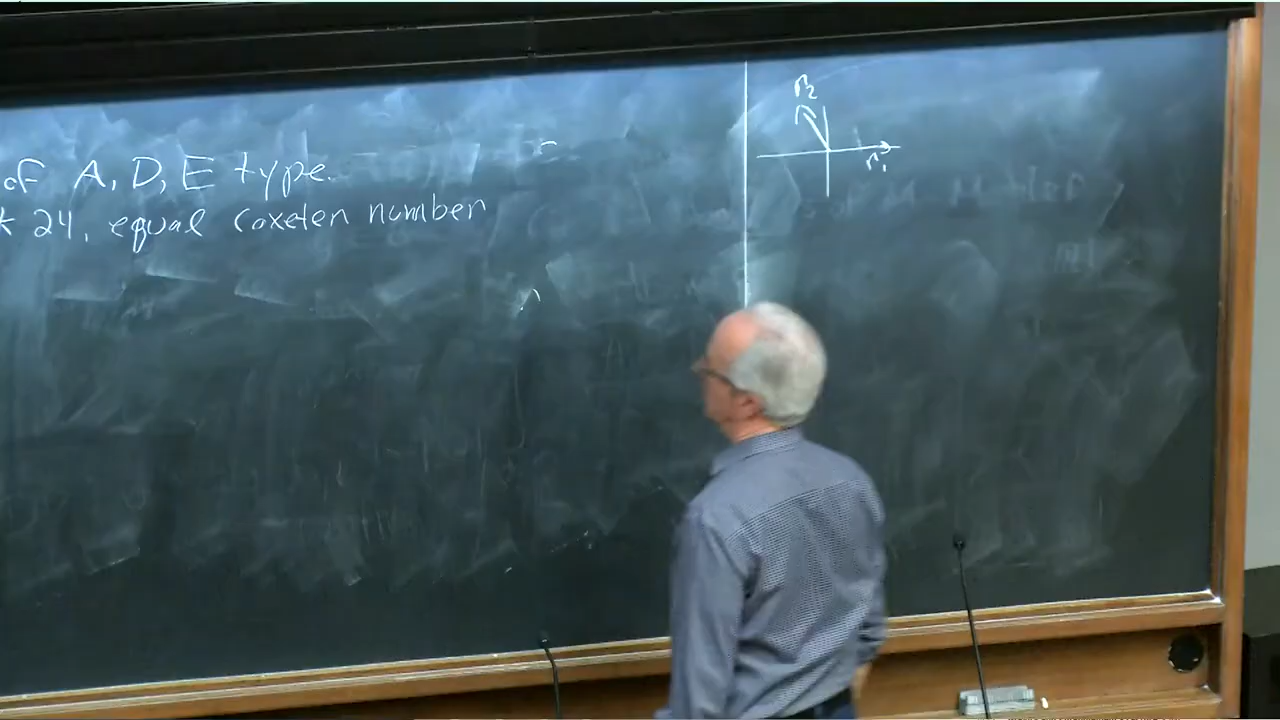 of A, D, E type.
k 24, equal coxeter number
r2
r1